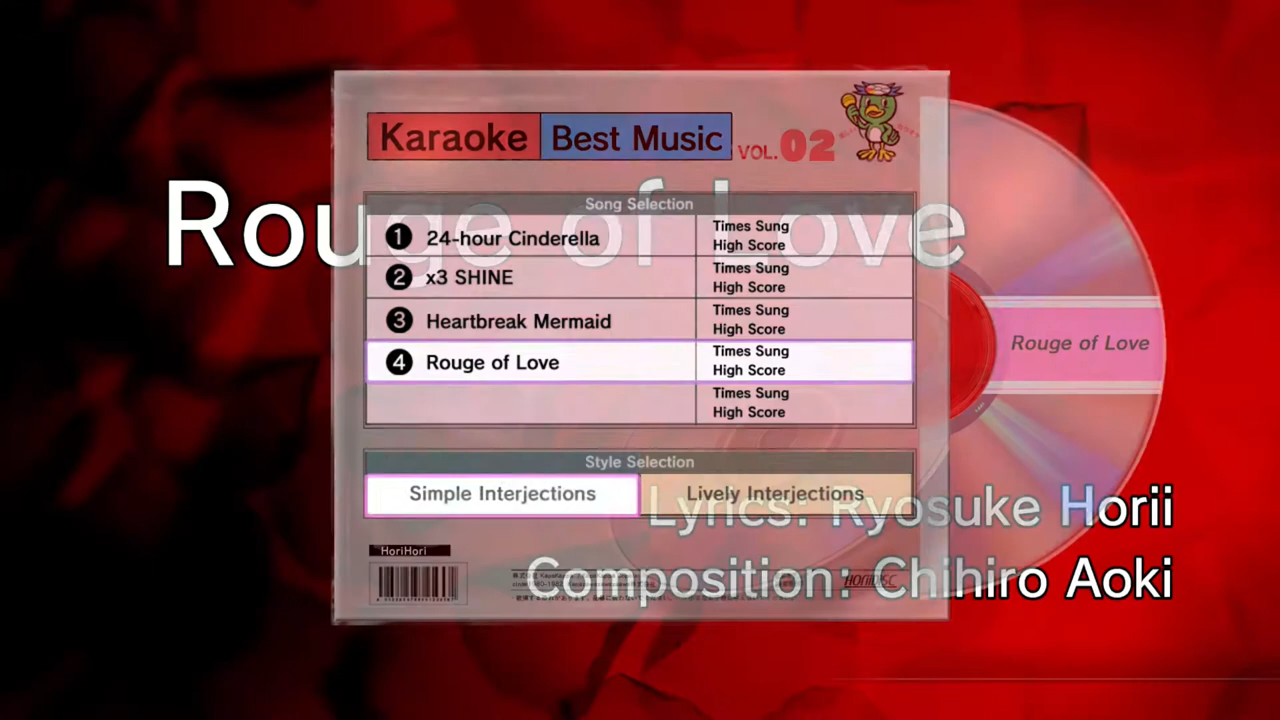 Karaoke Best Music VOL. 02
Rouge of Love
Song Selection
1 24-hour Cinderella
Times Sung
High Score
2 x3 SHINE
Times Sung
High Score
3 Heartbreak Mermaid
Times Sung
High Score
4 Rouge of Love
Times Sung
High Score
Times Sung
High Score
Rouge of Love
Style Selection
Simple Interjections
Lively Interjections
Lyrics: Ryosuke Horii
HoriHori
Composition: Chihiro Aoki